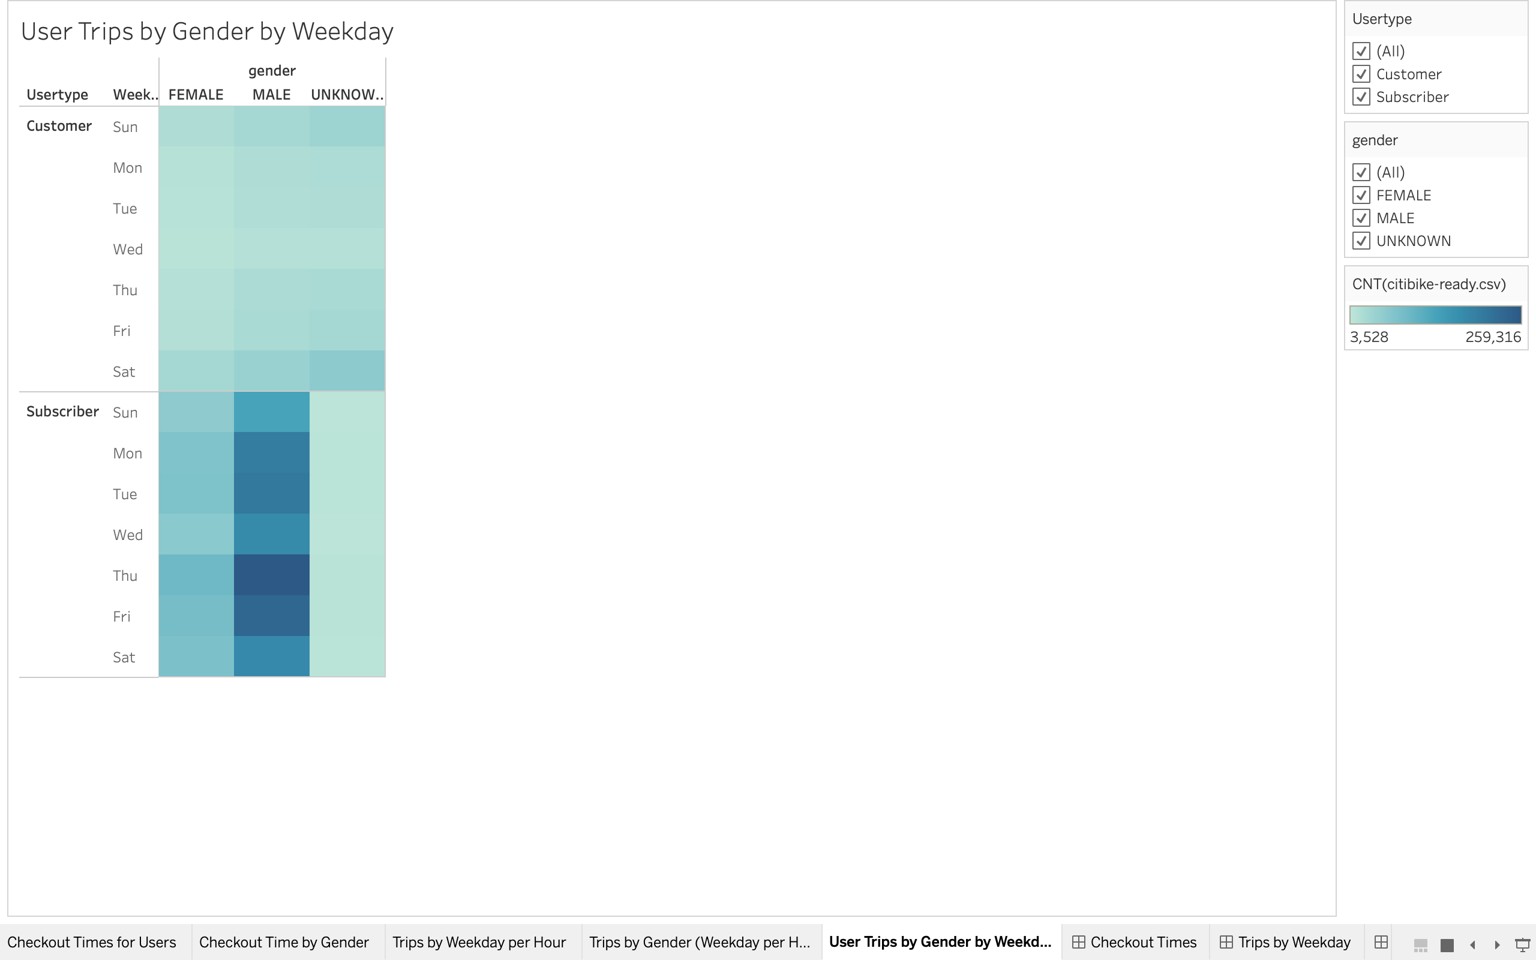 User Trips by Gender by Weekday
gender
Usertype Week.. FEMALE MALE UNKNOW..
Customer Sun
Mon
Tue
Wed
Thu
Fri
Sat
Subscriber Sun
Mon
Tue
Wed
Thu
Fri
Sat
Usertype
(All)
Customer
Subscriber
gender
(All)
FEMALE
MALE
UNKNOWN
CNT(citibike-ready.csv)
3,528 259,316
Checkout Times for Users Checkout Time by Gender Trips by Weekday per Hour Trips by Gender (Weekday per H... User Trips by Gender by Weekd... Checkout Times Trips by Weekday